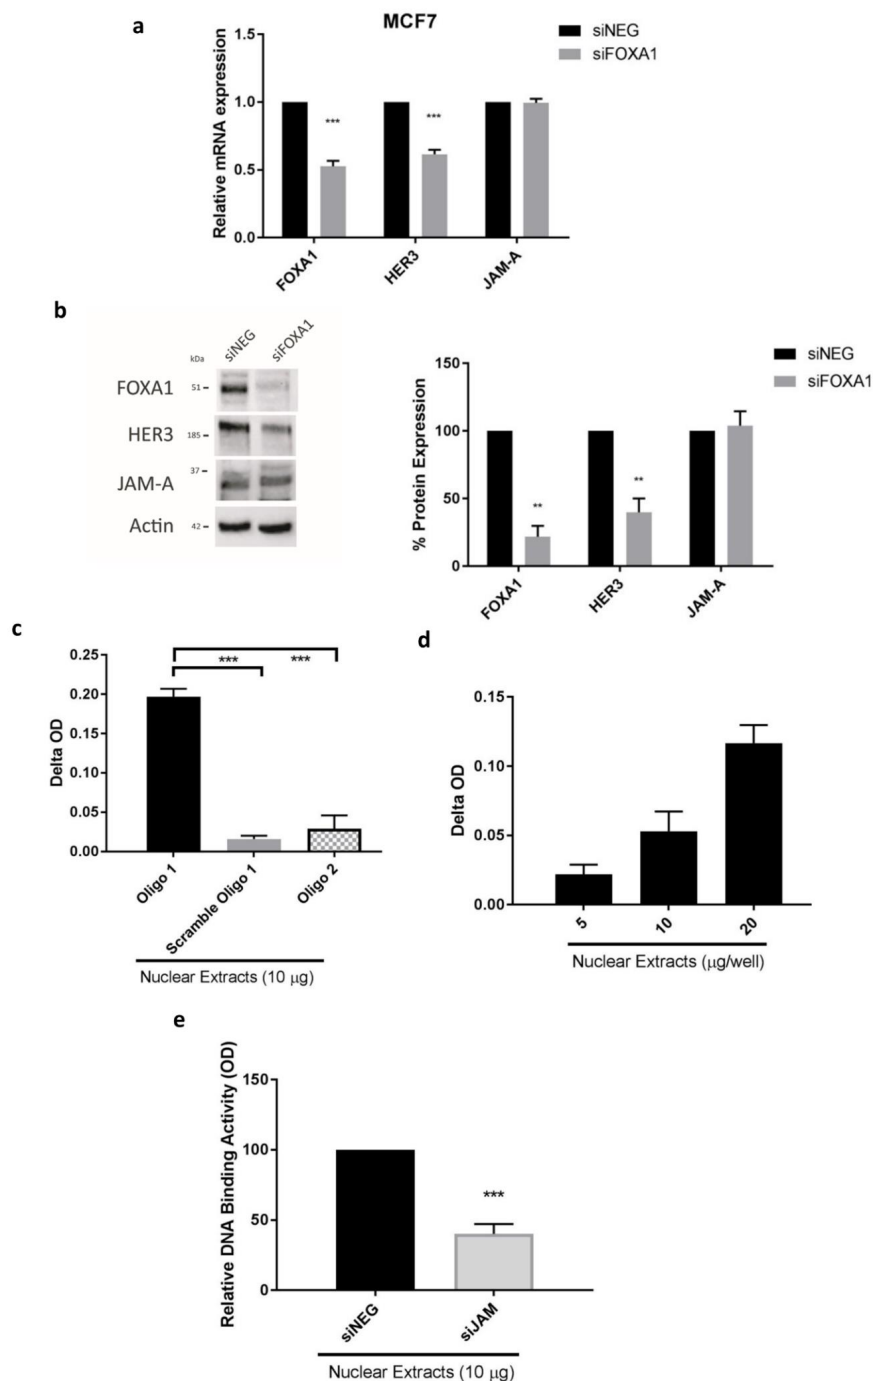 a
MCF7
siNEG
siFOXA1
Relative mRNA expression
1.5
1.0
0.5
0.0
***
***
FOXA1
HER3
JAM-A
b
kDa
siNEG
siFOXA1
FOXA1
51
HER3
185
JAM-A
37
Actin
42
siNEG
siFOXA1
% Protein Expression
150
100
50
0
**
**
FOXA1
HER3
JAM-A
c
Delta OD
0.25
0.20
0.15
0.10
0.05
0.00
*** ***
Oligo 1
Scramble Oligo 1
Oligo 2
Nuclear Extracts (10 µg)
d
Delta OD
0.15
0.10
0.05
0.00
5
10
20
Nuclear Extracts (µg/well)
e
Relative DNA Binding Activity (OD)
150
100
50
0
***
siNEG
siJAM
Nuclear Extracts (10 µg)